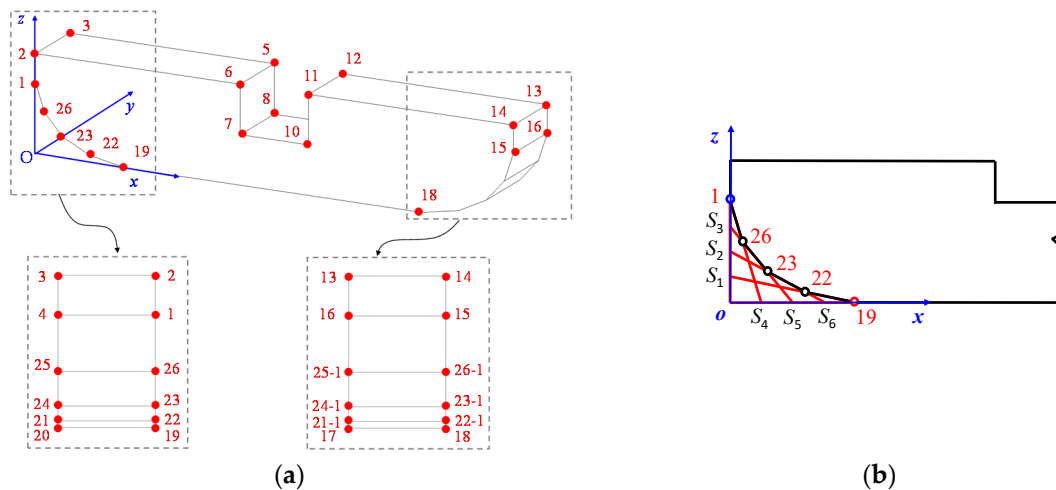 z
3
2
1
26
y
23
22
19
O
x
5
6
8
7
10
11
12
13
14
16
15
18
3 2
4 1
25 26
24 23
21 22
20 19
13 14
16 15
25-1 26-1
24-1 23-1
21-1 22-1
17 18
(a)
z
1
S3
26
S2
23
S1
22
o
S4 S5 S6
19
x
(b)